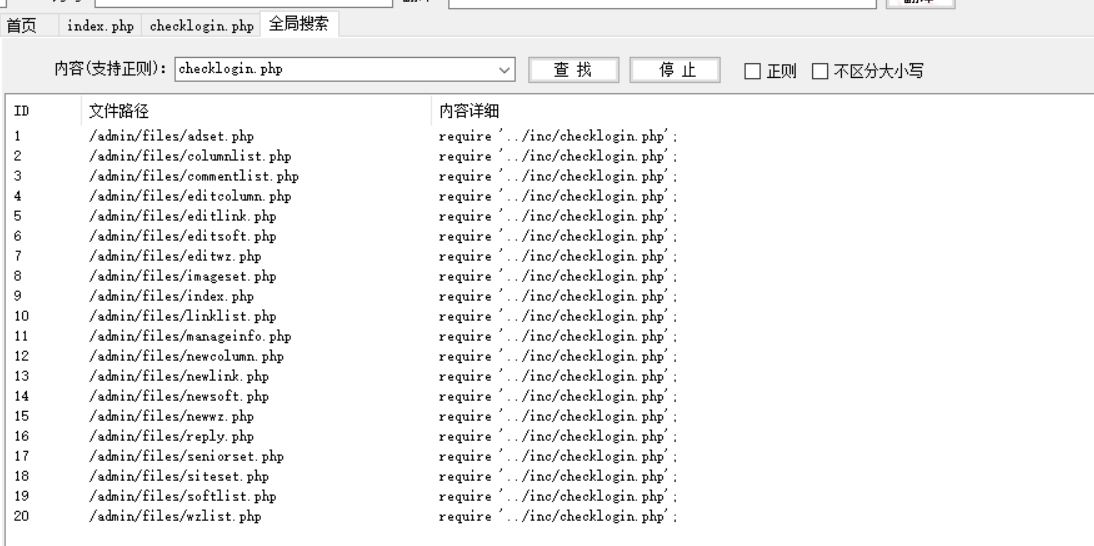 首页 index.php checklogin.php 全局搜索
内容(支持正则): checklogin.php 查 找 停 止 正则 不区分大小写
ID 文件路径 内容详细
1 /admin/files/adset.php require '../inc/checklogin.php';
2 /admin/files/columnlist.php require '../inc/checklogin.php';
3 /admin/files/commentlist.php require '../inc/checklogin.php';
4 /admin/files/editcolumn.php require '../inc/checklogin.php';
5 /admin/files/editlink.php require '../inc/checklogin.php';
6 /admin/files/editsoft.php require '../inc/checklogin.php';
7 /admin/files/editwz.php require '../inc/checklogin.php';
8 /admin/files/imageset.php require '../inc/checklogin.php';
9 /admin/files/index.php require '../inc/checklogin.php';
10 /admin/files/linklist.php require '../inc/checklogin.php';
11 /admin/files/manageinfo.php require '../inc/checklogin.php';
12 /admin/files/newcolumn.php require '../inc/checklogin.php';
13 /admin/files/newlink.php require '../inc/checklogin.php';
14 /admin/files/newsoft.php require '../inc/checklogin.php';
15 /admin/files/newwz.php require '../inc/checklogin.php';
16 /admin/files/reply.php require '../inc/checklogin.php';
17 /admin/files/seniorset.php require '../inc/checklogin.php';
18 /admin/files/siteset.php require '../inc/checklogin.php';
19 /admin/files/softlist.php require '../inc/checklogin.php';
20 /admin/files/wzlist.php require '../inc/checklogin.php';